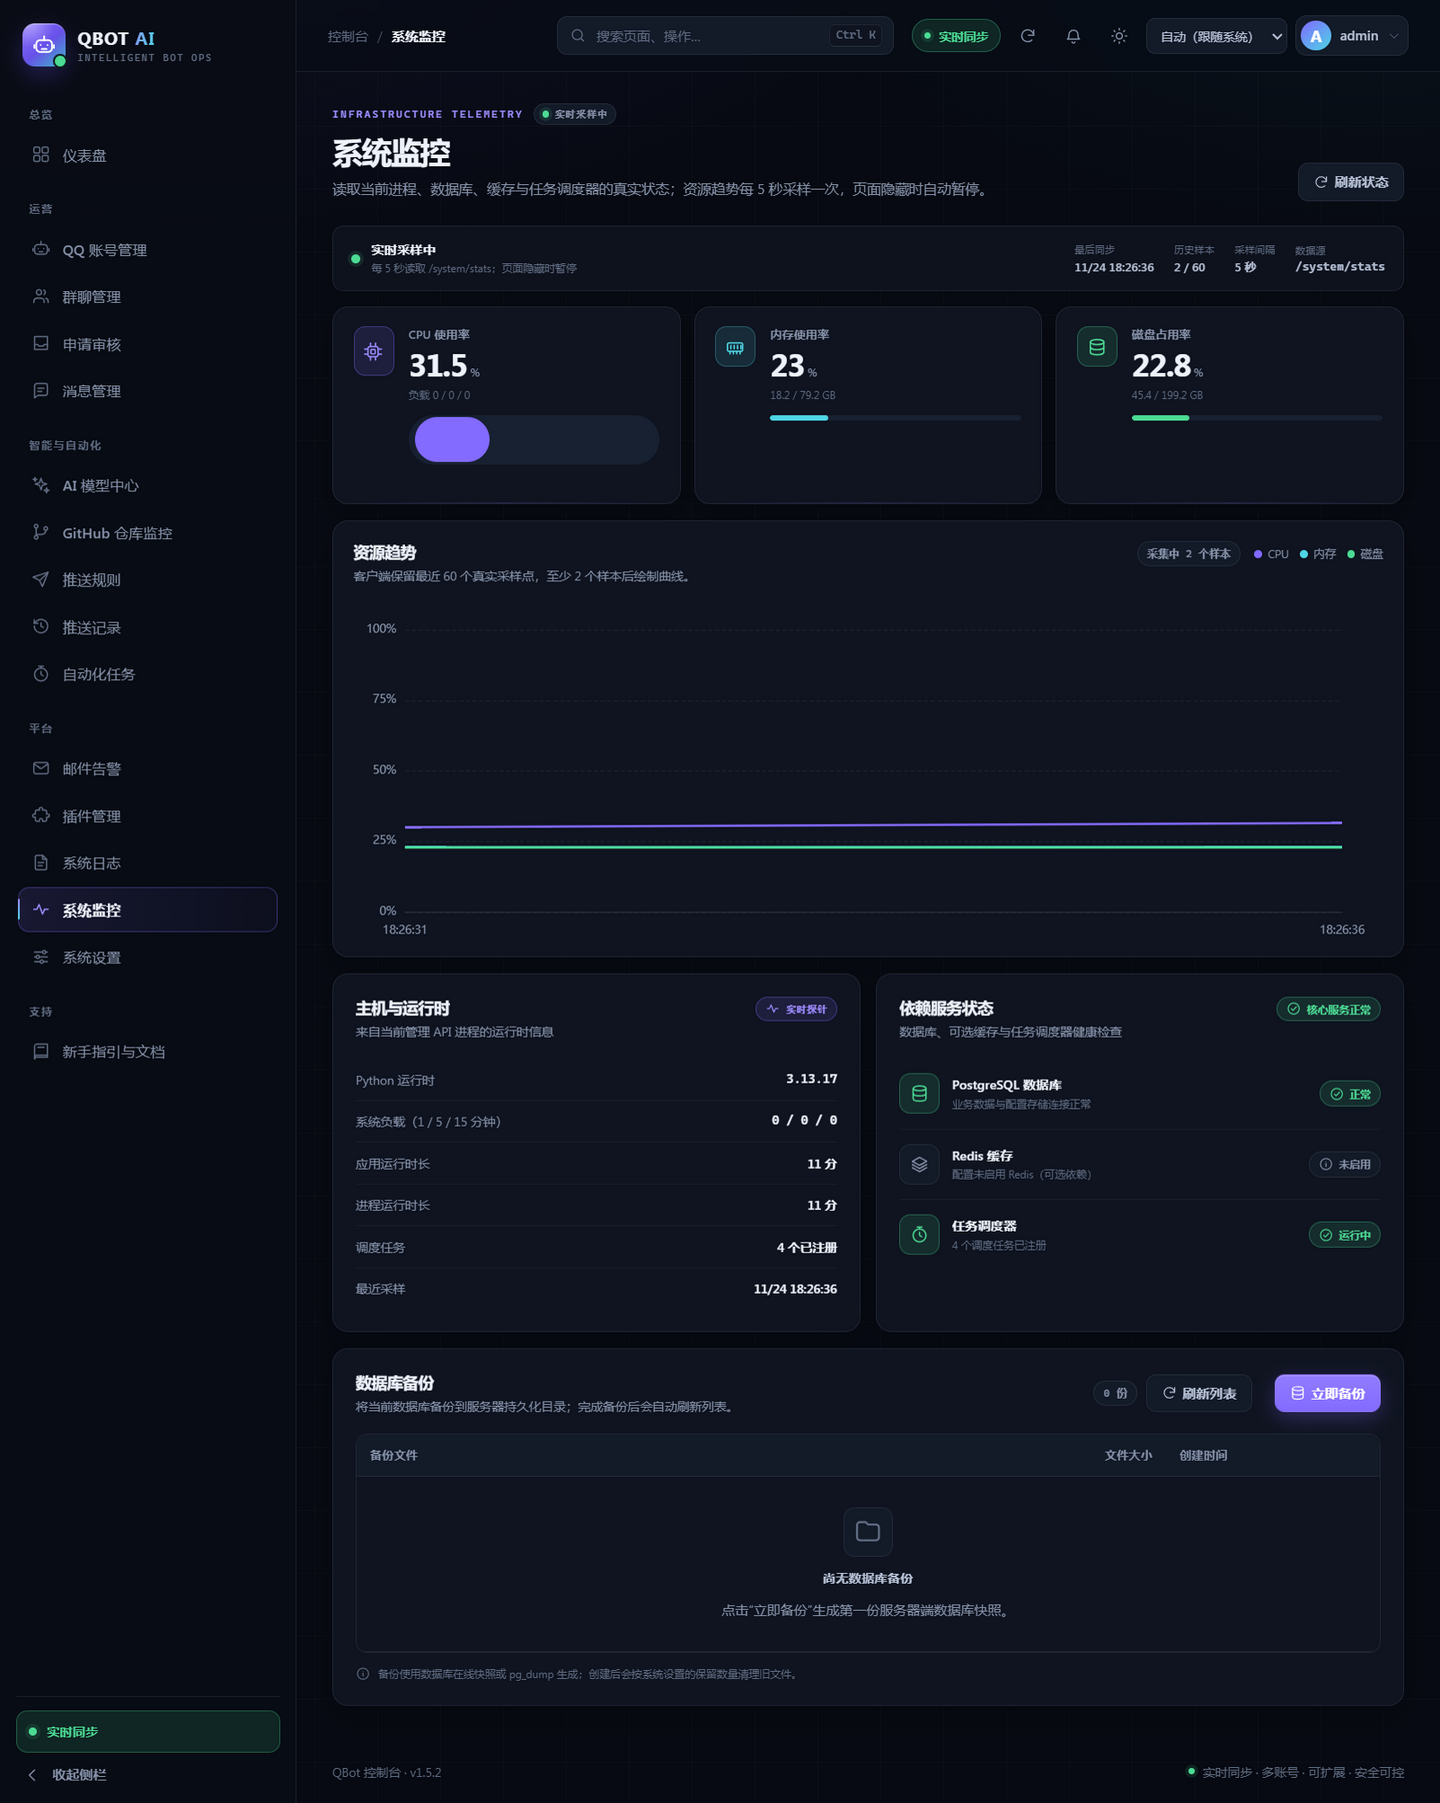 QBOT AI
INTELLIGENT BOT OPS
总览
仪表盘
运营
QQ 账号管理
群聊管理
申请审核
消息管理
智能与自动化
AI 模型中心
GitHub 仓库监控
推送规则
推送记录
自动化任务
平台
邮件告警
插件管理
系统日志
系统监控
系统设置
支持
新手指引与文档
实时同步
收起侧栏
控制台 / 系统监控
搜索页面、操作...
Ctrl K
实时同步
自动（跟随系统）
A
admin
INFRASTRUCTURE TELEMETRY
实时采样中
系统监控
读取当前进程、数据库、缓存与任务调度器的真实状态；资源趋势每 5 秒采样一次，页面隐藏时自动暂停。
刷新状态
实时采样中
每 5 秒读取 /system/stats；页面隐藏时暂停
最后同步
11/24 18:26:36
历史样本
2 / 60
采样间隔
5 秒
数据源
/system/stats
CPU 使用率
31.5 %
负载 0 / 0 / 0
内存使用率
23 %
18.2 / 79.2 GB
磁盘占用率
22.8 %
45.4 / 199.2 GB
资源趋势
客户端保留最近 60 个真实采样点，至少 2 个样本后绘制曲线。
采集中 2 个样本
CPU
内存
磁盘
100%
75%
50%
25%
0%
18:26:31
18:26:36
主机与运行时
来自当前管理 API 进程的运行时信息
实时探针
Python 运行时
3.13.17
系统负载（1 / 5 / 15 分钟）
0 / 0 / 0
应用运行时长
11 分
进程运行时长
11 分
调度任务
4 个已注册
最近采样
11/24 18:26:36
依赖服务状态
数据库、可选缓存与任务调度器健康检查
核心服务正常
PostgreSQL 数据库
业务数据与配置存储连接正常
正常
Redis 缓存
配置未启用 Redis（可选依赖）
未启用
任务调度器
4 个调度任务已注册
运行中
数据库备份
将当前数据库备份到服务器持久化目录；完成备份后会自动刷新列表。
0 份
刷新列表
立即备份
备份文件
文件大小
创建时间
尚无数据库备份
点击“立即备份”生成第一份服务器端数据库快照。
备份使用数据库在线快照或 pg_dump 生成；创建后会按系统设置的保留数量清理旧文件。
QBot 控制台 · v1.5.2
实时同步 · 多账号 · 可扩展 · 安全可控